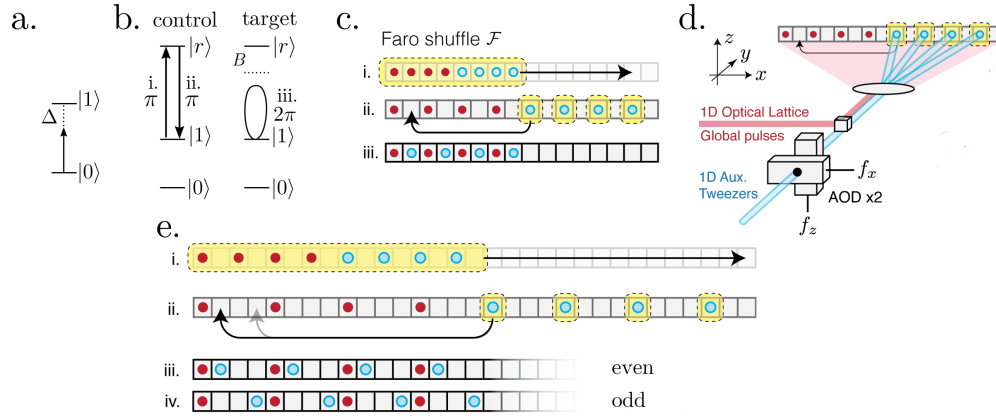 a.
|1⟩
Δ
|0⟩
b. control target
|r⟩ |r⟩
B
i. ii. iii.
π π 2π
|1⟩ |1⟩
|0⟩ |0⟩
c.
Faro shuffle ℱ
i.
ii.
iii.
d.
z
y
x
1D Optical Lattice
Global pulses
1D Aux.
Tweezers
fₓ
AOD x2
f_z
e.
i.
ii.
iii. even
iv. odd